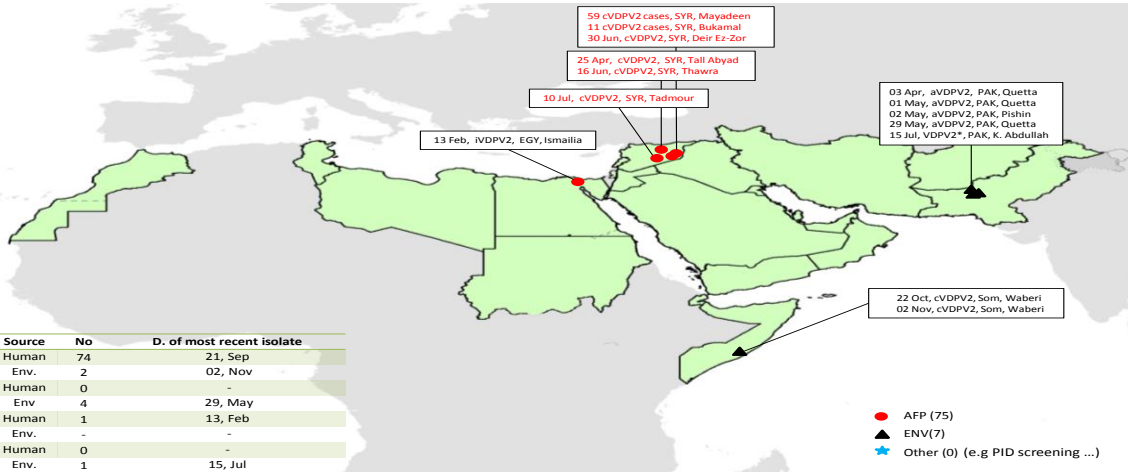 59 cVDPV2 cases, SYR, Mayadeen
11 cVDPV2 cases, SYR, Bukamal
30 Jun, cVDPV2, SYR, Deir Ez-Zor
25 Apr, cVDPV2, SYR, Tall Abyad
16 Jun, cVDPV2, SYR, Thawra
10 Jul, cVDPV2, SYR, Tadmour
13 Feb, iVDPV2, EGY, Ismailia
03 Apr, aVDPV2, PAK, Quetta
01 May, aVDPV2, PAK, Quetta
02 May, aVDPV2, PAK, Pishin
29 May, aVDPV2, PAK, Quetta
15 Jul, VDPV2*, PAK, K. Abdullah
22 Oct, cVDPV2, Som, Waberi
02 Nov, cVDPV2, Som, Waberi
Source No D. of most recent isolate
Human 74 21, Sep
Env. 2 02, Nov
Human 0 -
Env 4 29, May
Human 1 13, Feb
Env. - -
Human 0 -
Env. 1 15, Jul
AFP (75)
ENV(7)
Other (0) (e.g PID screening ...)